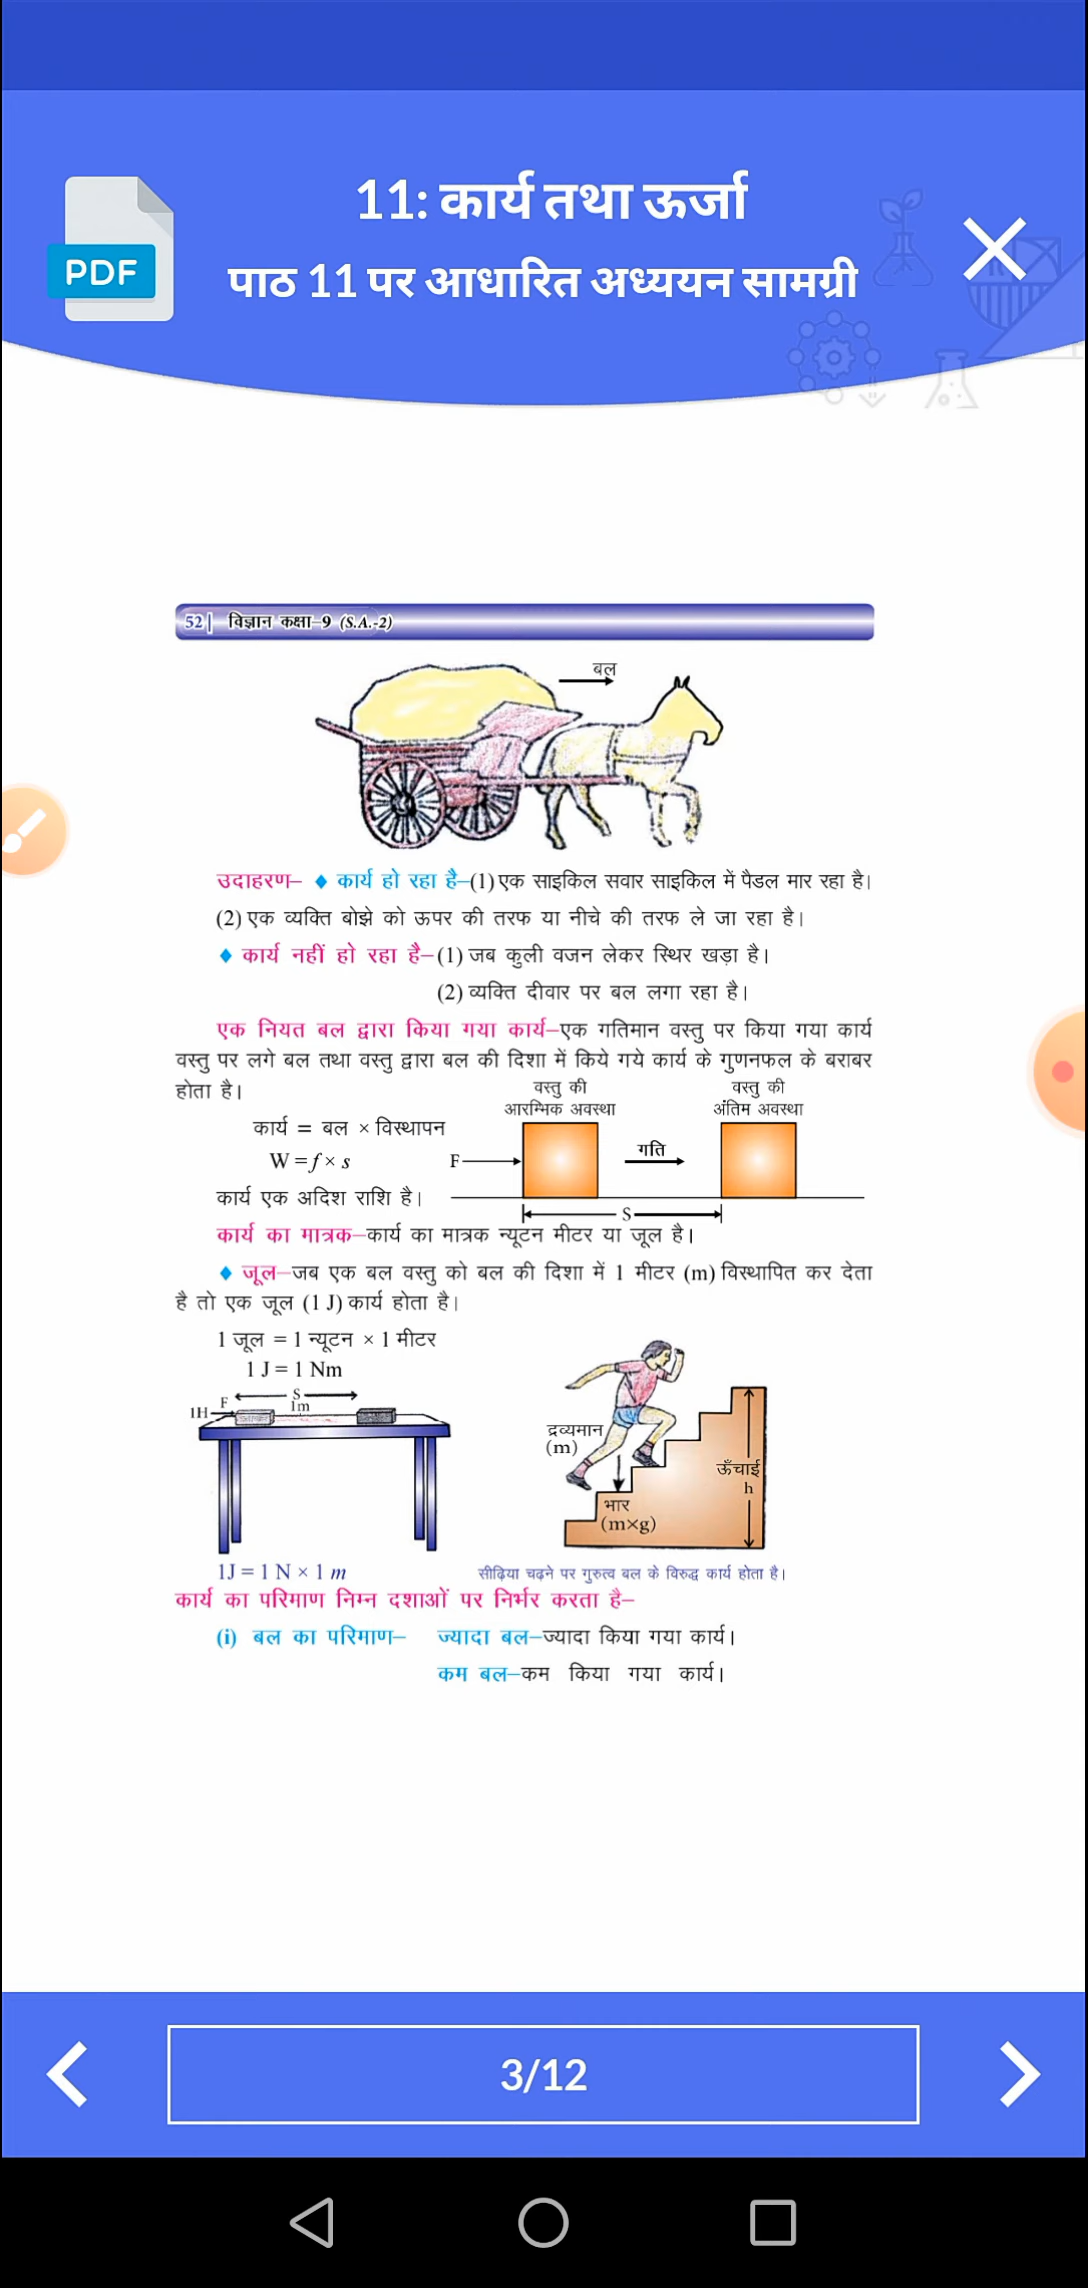 11: कार्य तथा ऊर्जा
PDF
पाठ 11 पर आधारित अध्ययन सामग्री
52| विज्ञान कक्षा–9 (S.A.-2)
बल
उदाहरण– ♦ कार्य हो रहा है–(1) एक साइकिल सवार साइकिल में पैडल मार रहा है।
(2) एक व्यक्ति बोझे को ऊपर की तरफ या नीचे की तरफ ले जा रहा है।
♦ कार्य नहीं हो रहा है–(1) जब कुली वजन लेकर स्थिर खड़ा है।
(2) व्यक्ति दीवार पर बल लगा रहा है।
एक नियत बल द्वारा किया गया कार्य–एक गतिमान वस्तु पर किया गया कार्य
वस्तु पर लगे बल तथा वस्तु द्वारा बल की दिशा में किये गये कार्य के गुणनफल के बराबर
होता है।
वस्तु की
आरम्भिक अवस्था
वस्तु की
अंतिम अवस्था
कार्य = बल × विस्थापन
W = f × s
F
गति
कार्य एक अदिश राशि है।
S
कार्य का मात्रक–कार्य का मात्रक न्यूटन मीटर या जूल है।
♦ जूल–जब एक बल वस्तु को बल की दिशा में 1 मीटर (m) विस्थापित कर देता
है तो एक जूल (1 J) कार्य होता है।
1 जूल = 1 न्यूटन × 1 मीटर
1 J = 1 Nm
1H
F
S
1m
द्रव्यमान
(m)
भार
(m×g)
ऊँचाई
h
1J = 1 N × 1 m
सीढ़िया चढ़ने पर गुरुत्व बल के विरुद्ध कार्य होता है।
कार्य का परिमाण निम्न दशाओं पर निर्भर करता है–
(i) बल का परिमाण– ज्यादा बल–ज्यादा किया गया कार्य।
कम बल–कम किया गया कार्य।
3/12